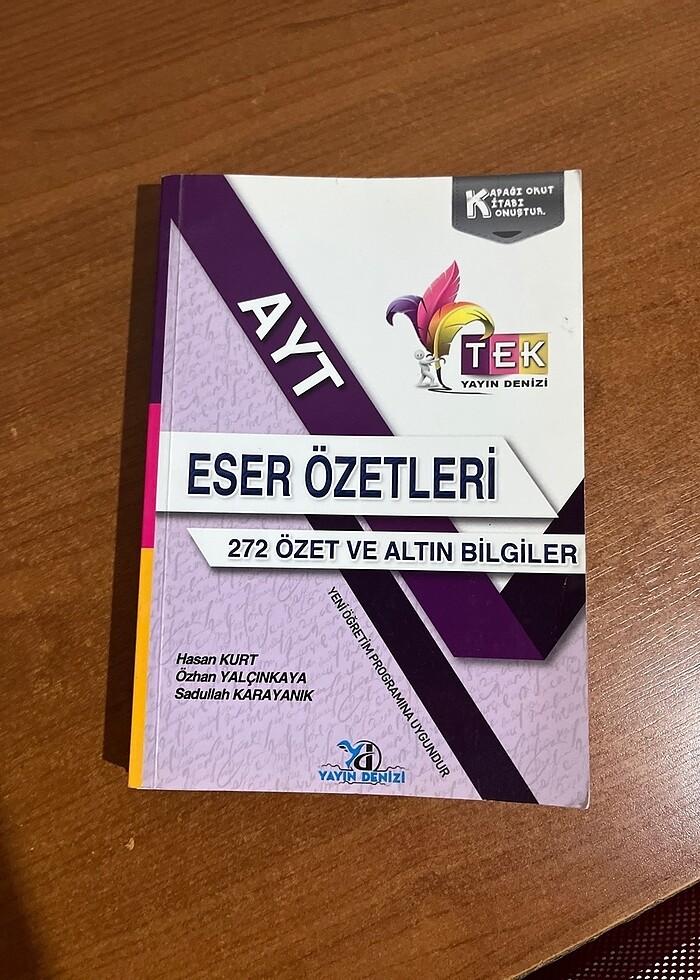 KAPAĞI OKUT
KİTABI
KONUŞTUR.
AYT
TEK
YAYIN DENİZİ
ESER ÖZETLERİ
272 ÖZET VE ALTIN BİLGİLER
YENİ ÖĞRETİM PROGRAMINA UYGUNDUR
Hasan KURT
Özhan YALÇINKAYA
Sadullah KARAYANIK
YD
YAYIN DENİZİ